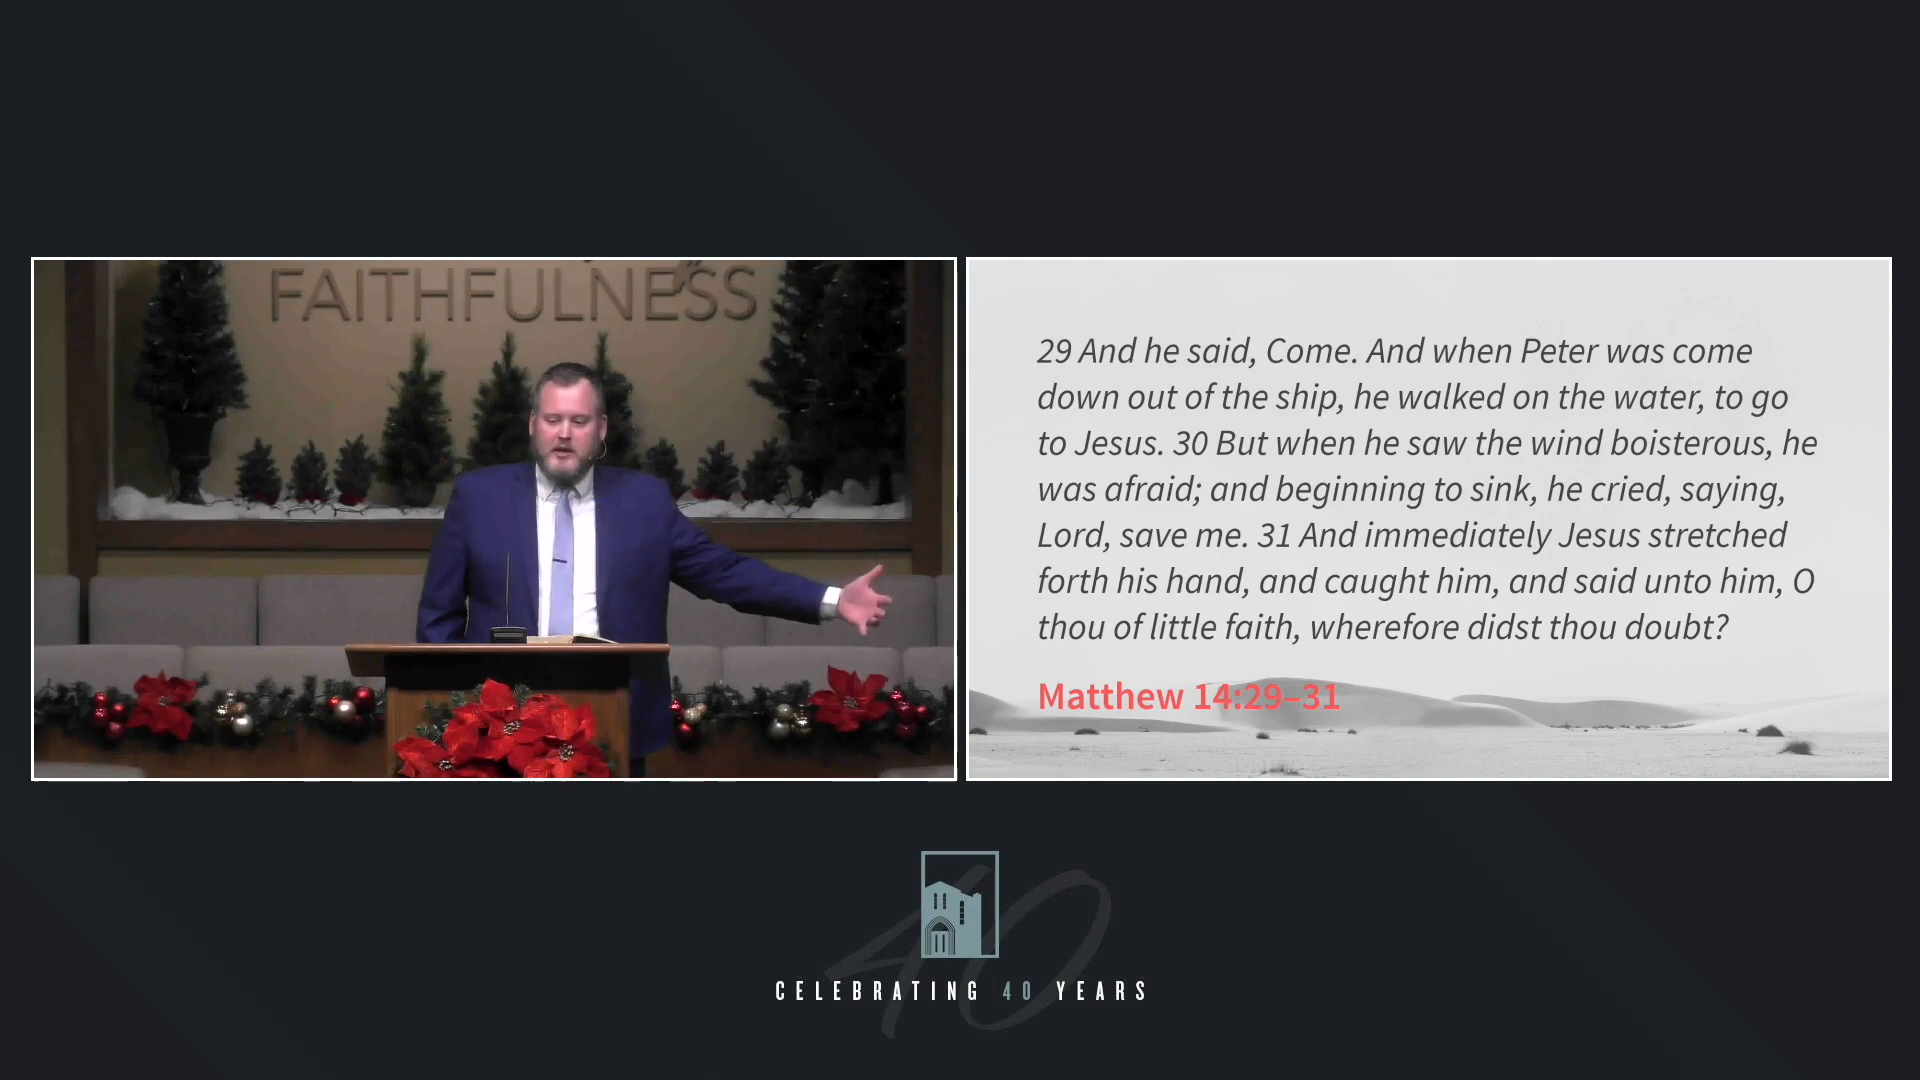 FAITHFULNESS
29 And he said, Come. And when Peter was come
down out of the ship, he walked on the water, to go
to Jesus. 30 But when he saw the wind boisterous, he
was afraid; and beginning to sink, he cried, saying,
Lord, save me. 31 And immediately Jesus stretched
forth his hand, and caught him, and said unto him, O
thou of little faith, wherefore didst thou doubt?
Matthew 14:29–31
40
CELEBRATING 40 YEARS